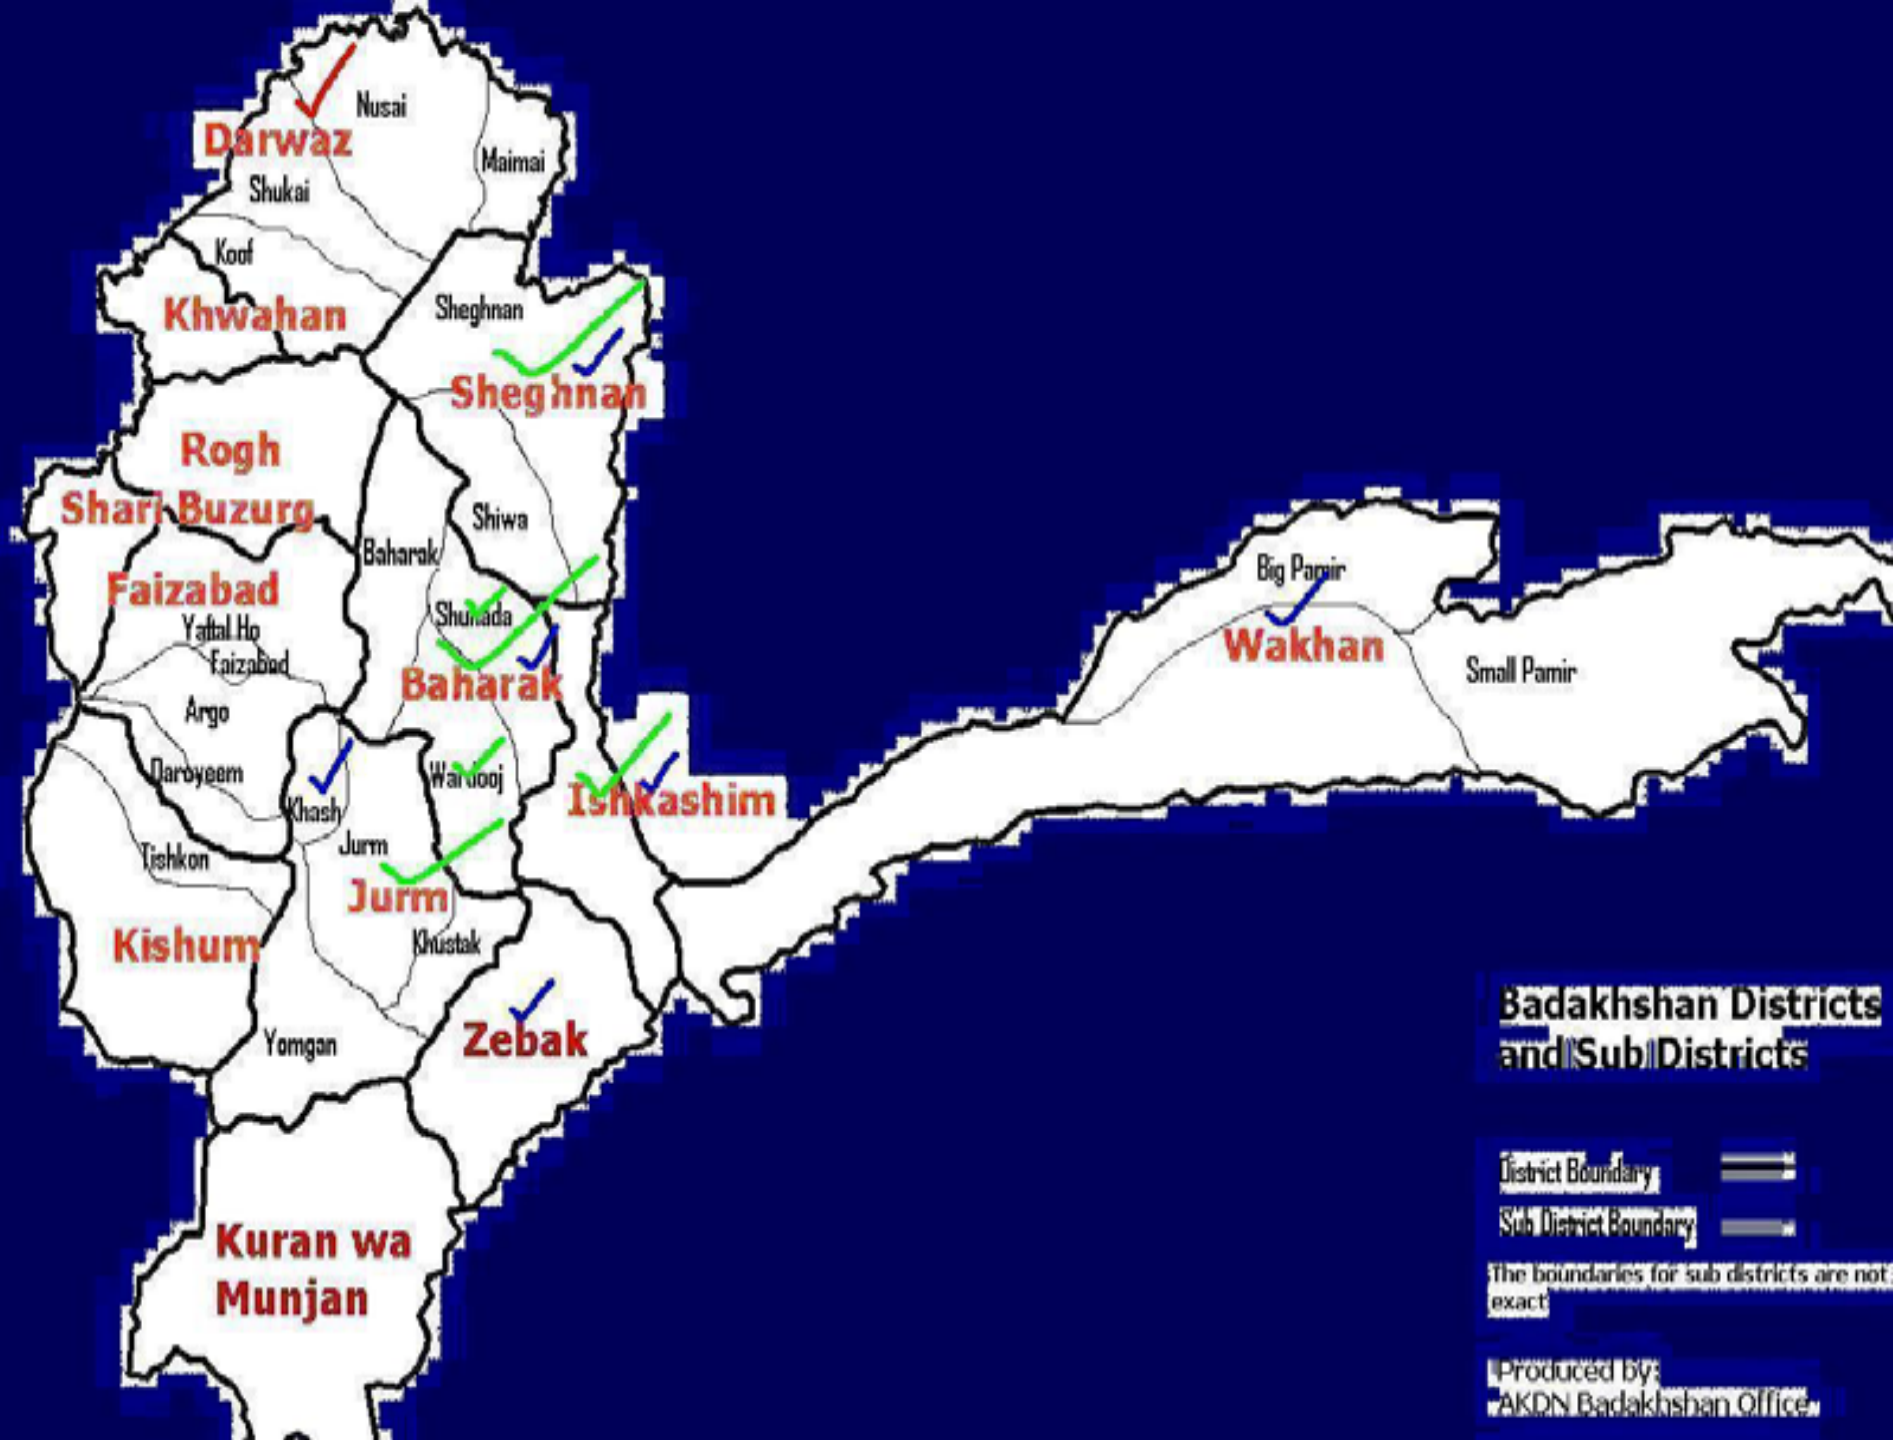 Nusai
Darwaz
Maimai
Shukai
Koof
Khwahan
Sheghnan
Sheghnan
Rogh
Shari Buzurg
Shiwa
Baharak
Big Pamir
Faizabad
Yaftal Ho
Shuhada
Wakhan
Small Pamir
Faizabad
Baharak
Argo
Daroyeem
Wardooj
Khash
Ishkashim
Jurm
Tishkon
Jurm
Kishum
Khustak
Yomgan
Zebak
Badakhshan Districts
and Sub Districts
District Boundary
Sub District Boundary
The boundaries for sub districts are not
exact
Kuran wa
Munjan
Produced by:
AKDN Badakhshan Office